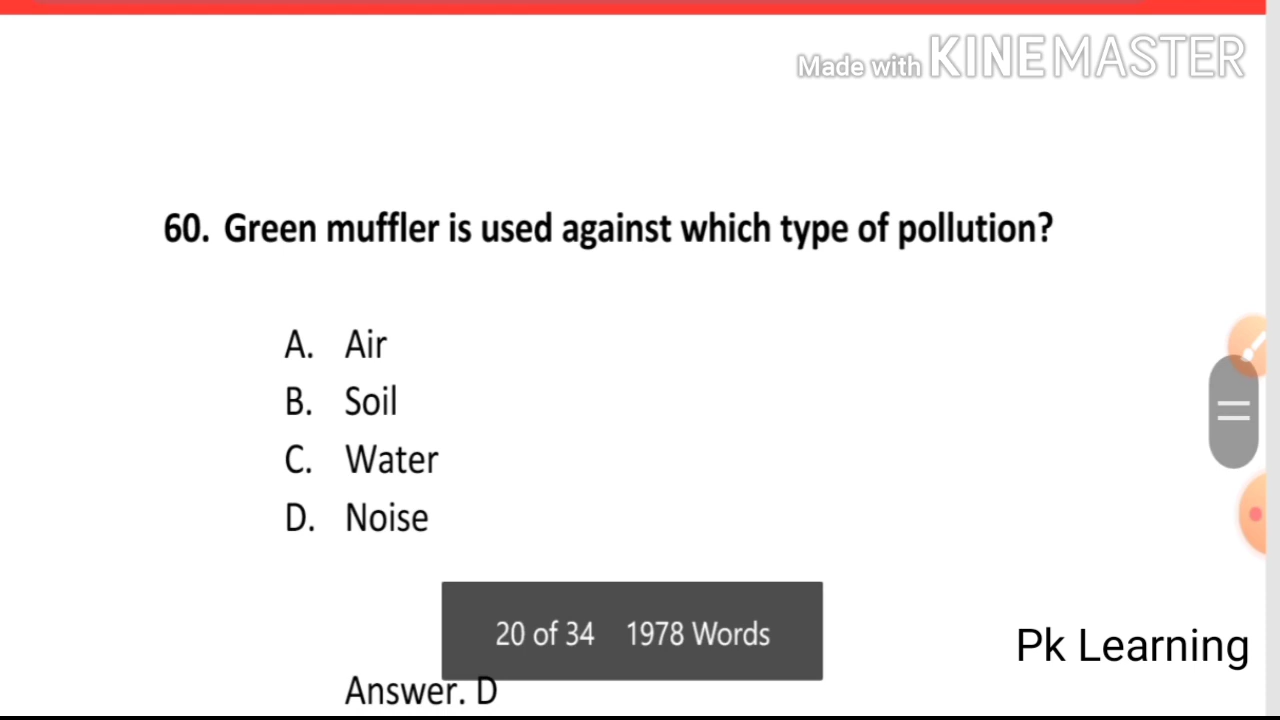 Made with KINEMASTER
60. Green muffler is used against which type of pollution?
A. Air
B. Soil
C. Water
D. Noise
20 of 34 1978 Words
Pk Learning
Answer. D